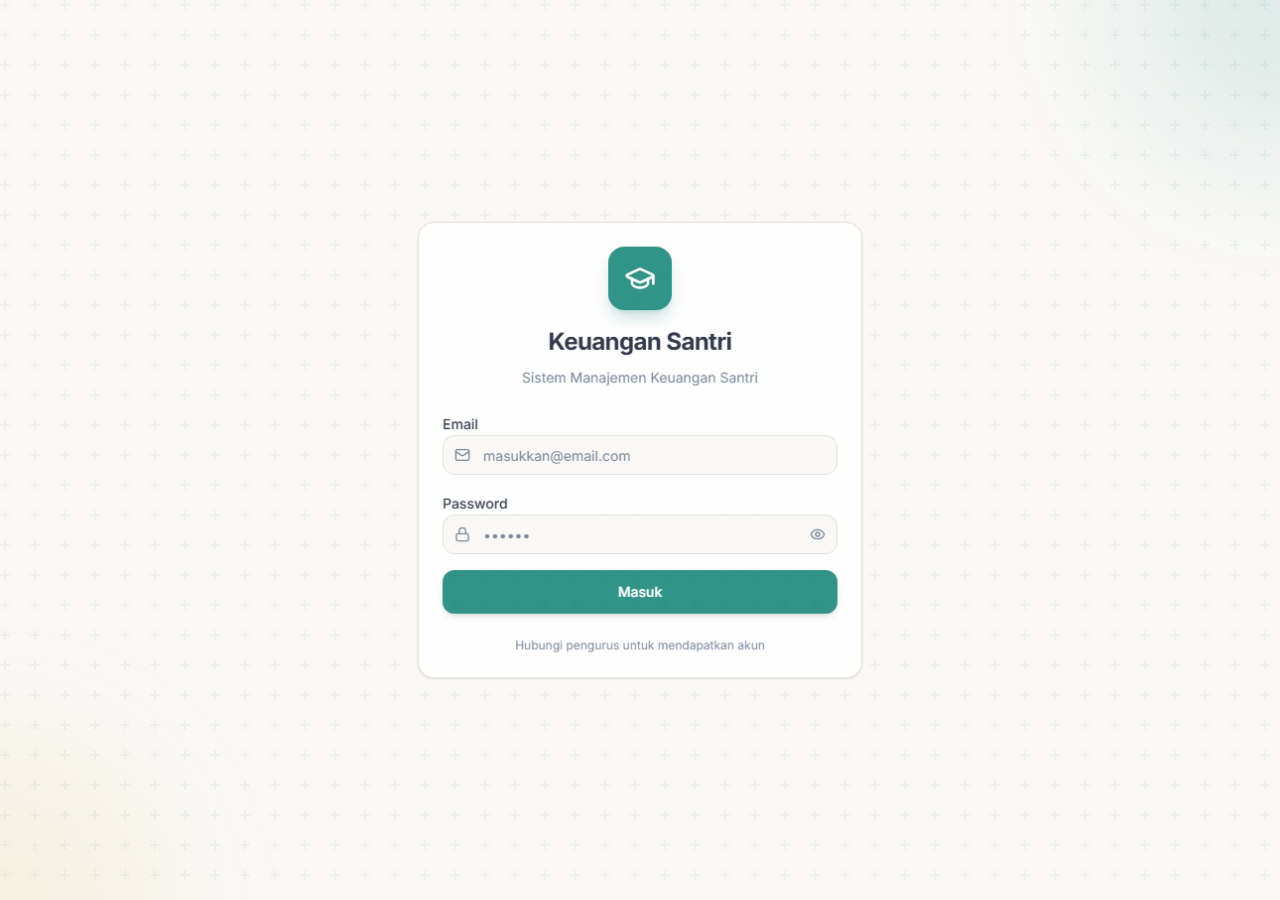 Keuangan Santri
Sistem Manajemen Keuangan Santri
Email
masukkan@email.com
Password
••••••
Masuk
Hubungi pengurus untuk mendapatkan akun